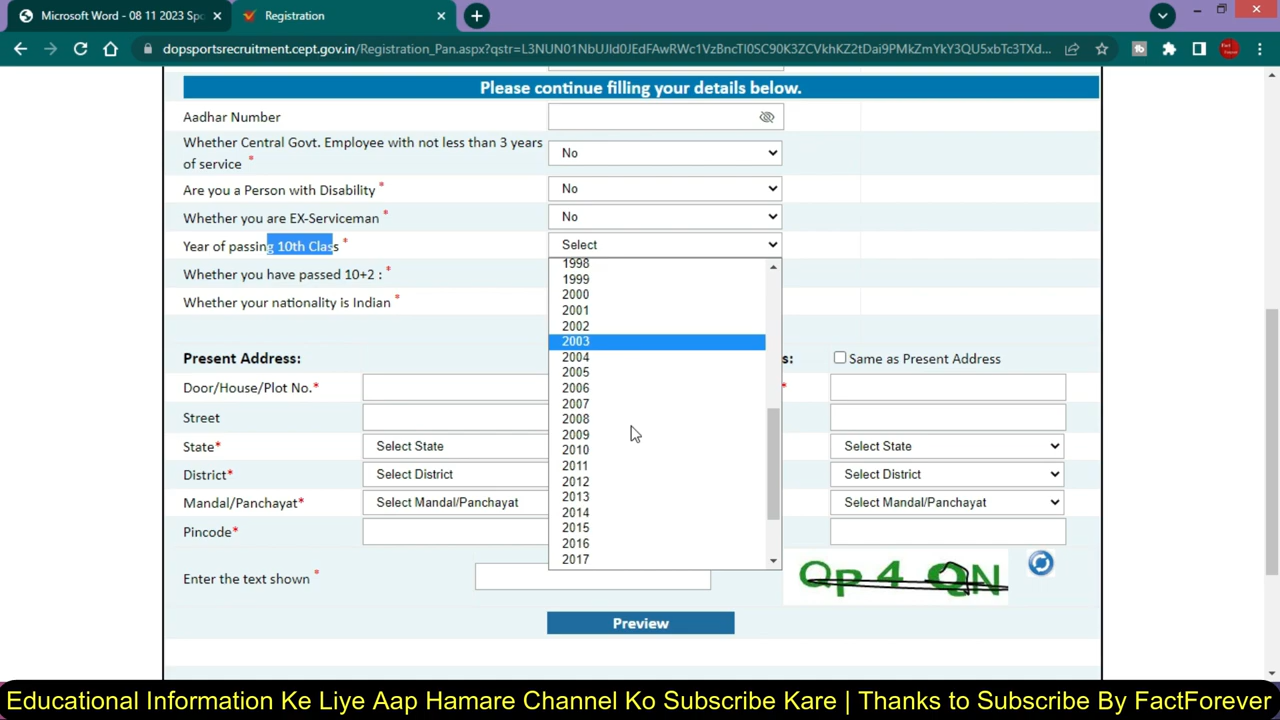 Microsoft Word - 08 11 2023 Spo
Registration
dopsportsrecruitment.cept.gov.in/Registration_Pan.aspx?qstr=L3NUN01NbUJld0JEdFAwRWc1VzBncTl0SC90K3ZCVkhKZ2tDai9PMkZmYkY3QU5xbTc3TXd...
Please continue filling your details below.
Aadhar Number
Whether Central Govt. Employee with not less than 3 years of service *
No
Are you a Person with Disability *
No
Whether you are EX-Serviceman *
No
Year of passing 10th Class *
Select
1998
1999
2000
2001
2002
2003
2004
2005
2006
2007
2008
2009
2010
2011
2012
2013
2014
2015
2016
2017
Whether you have passed 10+2 : *
Whether your nationality is Indian *
Present Address:
s:
Same as Present Address
Door/House/Plot No.*
*
Street
State*
Select State
Select State
District*
Select District
Select District
Mandal/Panchayat*
Select Mandal/Panchayat
Select Mandal/Panchayat
Pincode*
Enter the text shown *
Qp4QN
Preview
Educational Information Ke Liye Aap Hamare Channel Ko Subscribe Kare | Thanks to Subscribe By FactForever